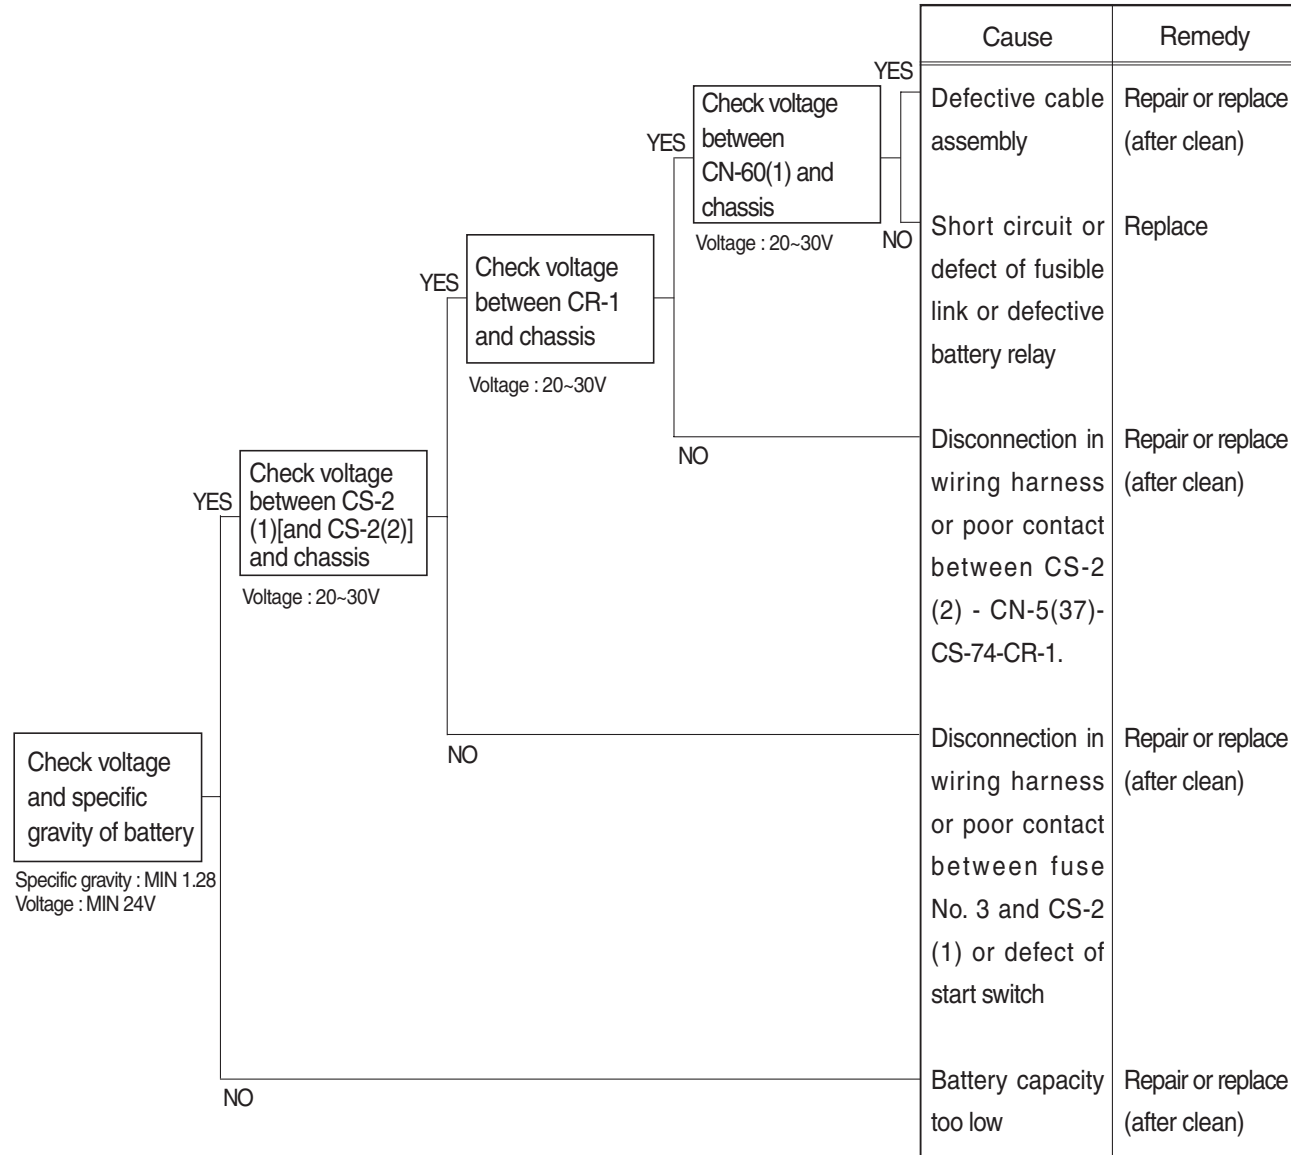 Cause
Remedy
YES
Defective cable
assembly
Repair or replace
(after clean)
Check voltage
between
CN-60(1) and
chassis
YES
Voltage : 20~30V
NO
Short circuit or
defect of fusible
link or defective
battery relay
Replace
YES
Check voltage
between CR-1
and chassis
Voltage : 20~30V
NO
Disconnection in
wiring harness
or poor contact
between CS-2
(2) - CN-5(37)-
CS-74-CR-1.
Repair or replace
(after clean)
YES
Check voltage
between CS-2
(1)[and CS-2(2)]
and chassis
Voltage : 20~30V
NO
Disconnection in
wiring harness
or poor contact
between fuse
No. 3 and CS-2
(1) or defect of
start switch
Repair or replace
(after clean)
Check voltage
and specific
gravity of battery
Specific gravity : MIN 1.28
Voltage : MIN 24V
NO
Battery capacity
too low
Repair or replace
(after clean)